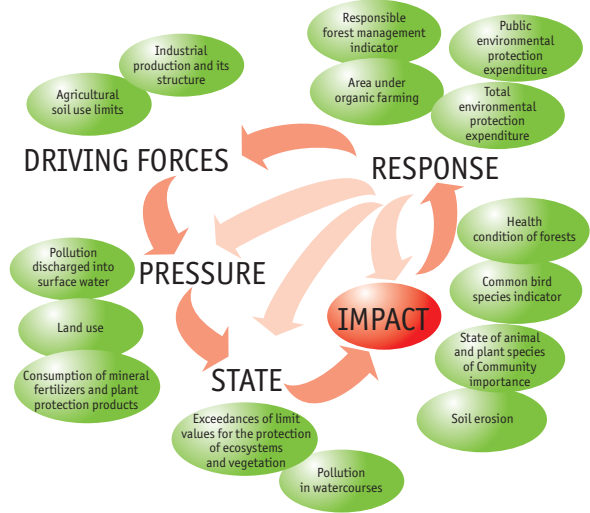 Industrial
production and its
structure
Agricultural
soil use limits
Responsible
forest management
indicator
Public
environmental
protection
expenditure
Area under
organic farming
Total
environmental
protection
expenditure
DRIVING FORCES
RESPONSE
Health
condition of forests
Common bird
species indicator
State of animal
and plant species
of Community
importance
Soil erosion
Pollution
discharged into
surface water
PRESSURE
Land use
Consumption of mineral
fertilizers and plant
protection products
IMPACT
STATE
Exceedances of limit
values for the protection
of ecosystems
and vegetation
Pollution
in watercourses